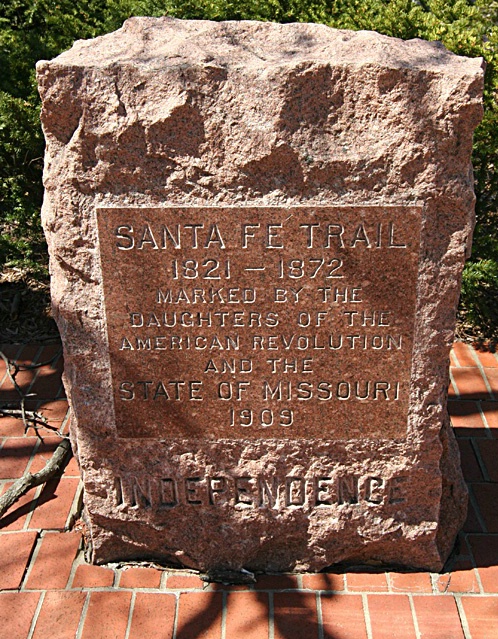 SANTA FE TRAIL
1821 - 1872
MARKED BY THE
DAUGHTERS OF THE
AMERICAN REVOLUTION
AND THE
STATE OF MISSOURI
1909
INDEPENDENCE